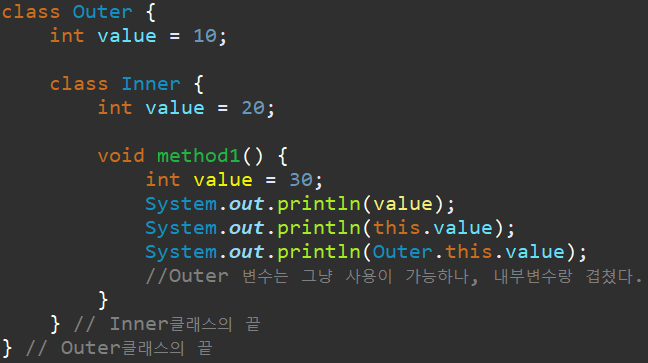 class Outer {
    int value = 10;

    class Inner {
        int value = 20;

        void method1() {
            int value = 30;
            System.out.println(value);
            System.out.println(this.value);
            System.out.println(Outer.this.value);
            //Outer 변수는 그냥 사용이 가능하나, 내부변수랑 겹쳤다.
        }
    } // Inner클래스의 끝
} // Outer클래스의 끝